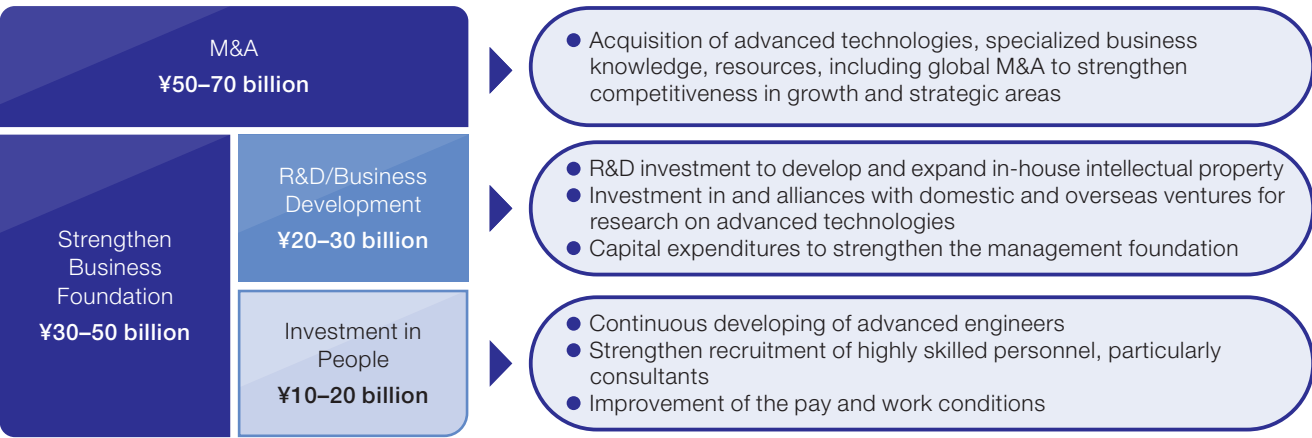 M&A
¥50–70 billion
● Acquisition of advanced technologies, specialized business
knowledge, resources, including global M&A to strengthen
competitiveness in growth and strategic areas
Strengthen
Business
Foundation
¥30–50 billion
R&D/Business
Development
¥20–30 billion
● R&D investment to develop and expand in-house intellectual property
● Investment in and alliances with domestic and overseas ventures for
research on advanced technologies
● Capital expenditures to strengthen the management foundation
Investment in
People
¥10–20 billion
● Continuous developing of advanced engineers
● Strengthen recruitment of highly skilled personnel, particularly
consultants
● Improvement of the pay and work conditions